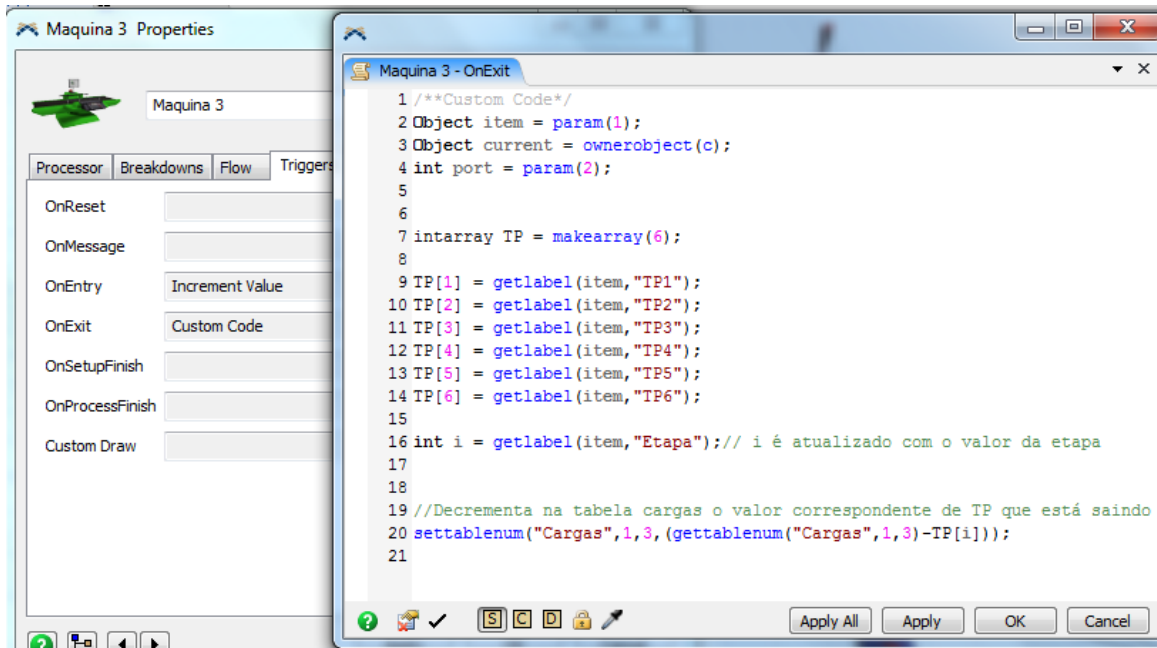 Maquina 3 Properties
Maquina 3
Processor Breakdowns Flow Triggers
OnReset
OnMessage
OnEntry Increment Value
OnExit Custom Code
OnSetupFinish
OnProcessFinish
Custom Draw
Maquina 3 - OnExit
1 /**Custom Code*/
2 Object item = param(1);
3 Object current = ownerobject(c);
4 int port = param(2);
5
6
7 intarray TP = makearray(6);
8
9 TP[1] = getlabel(item,"TP1");
10 TP[2] = getlabel(item,"TP2");
11 TP[3] = getlabel(item,"TP3");
12 TP[4] = getlabel(item,"TP4");
13 TP[5] = getlabel(item,"TP5");
14 TP[6] = getlabel(item,"TP6");
15
16 int i = getlabel(item,"Etapa");// i é atualizado com o valor da etapa
17
18
19 //Decrementa na tabela cargas o valor correspondente de TP que está saindo
20 settablenum("Cargas",1,3,(gettablenum("Cargas",1,3)-TP[i]));
21
S C D Apply All Apply OK Cancel